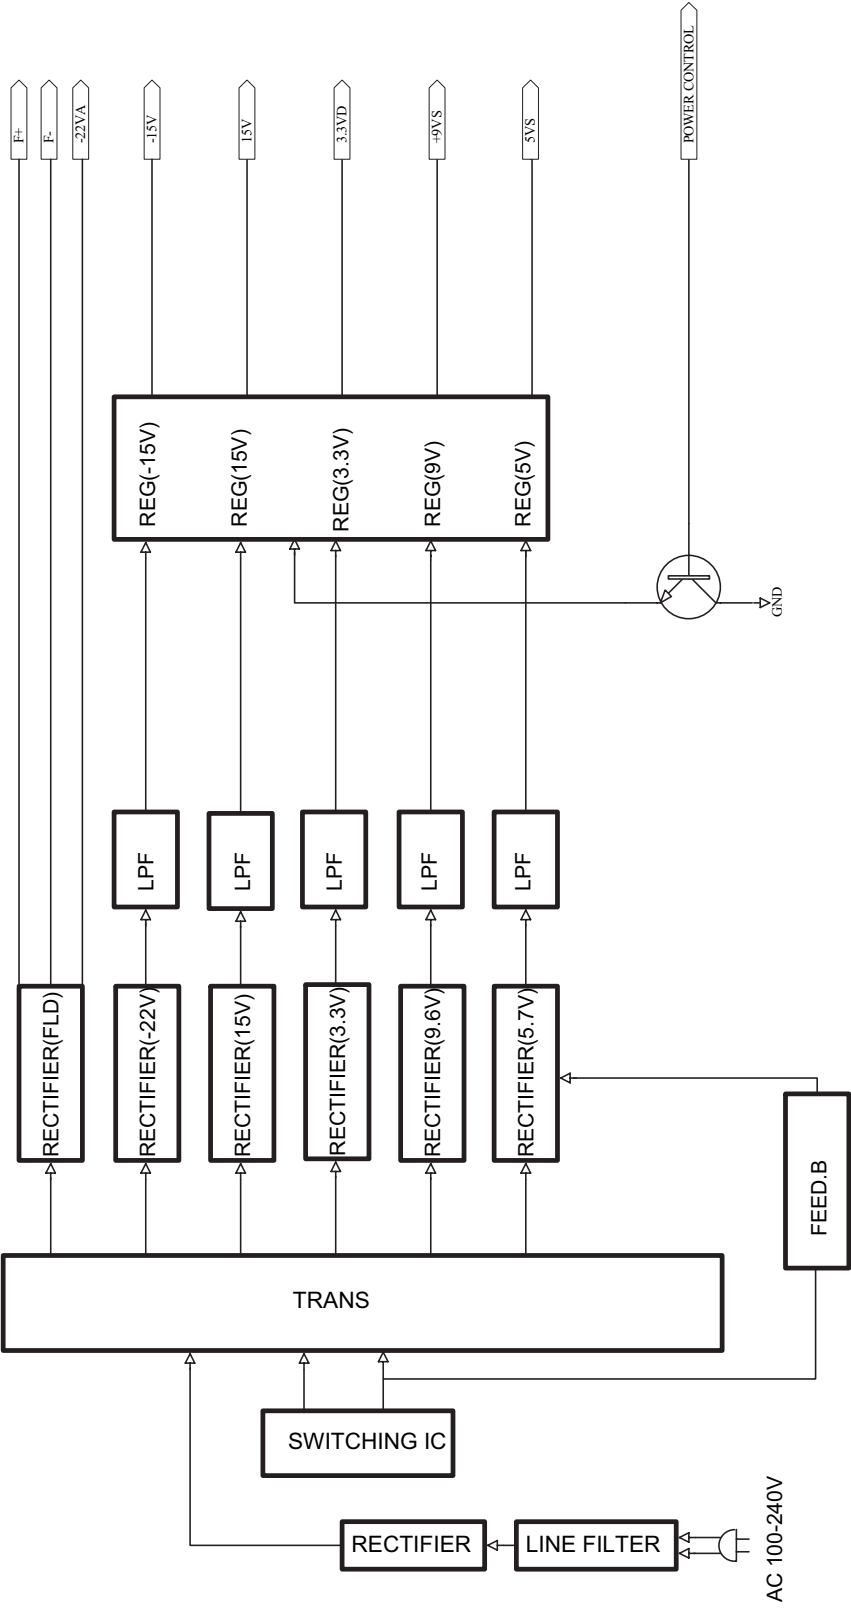 F+
F-
-22VA
-15V
15V
3.3VD
+9VS
5VS
POWER CONTROL
REG(-15V)
REG(15V)
REG(3.3V)
REG(9V)
REG(5V)
GND
LPF
LPF
LPF
LPF
LPF
RECTIFIER(FLD)
RECTIFIER(-22V)
RECTIFIER(15V)
RECTIFIER(3.3V)
RECTIFIER(9.6V)
RECTIFIER(5.7V)
FEED.B
TRANS
SWITCHING IC
RECTIFIER
LINE FILTER
AC 100-240V